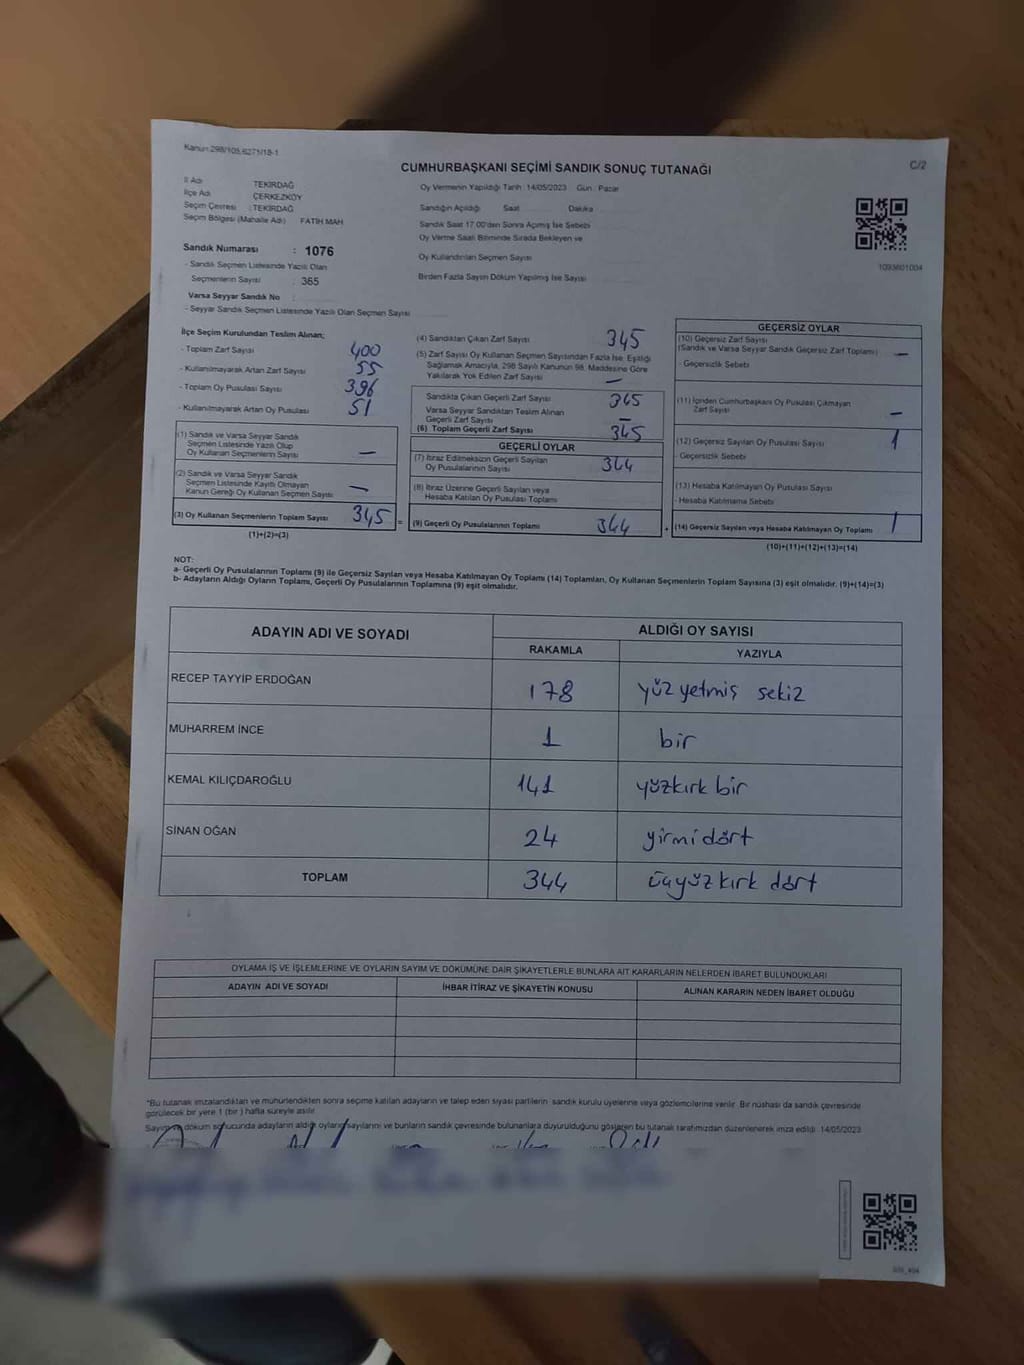 Kanun:298/105,6271/18-1
C/2
CUMHURBAŞKANI SEÇİMİ SANDIK SONUÇ TUTANAĞI
İl Adı TEKİRDAĞ
İlçe Adı ÇERKEZKÖY
Seçim Çevresi : TEKİRDAĞ
Seçim Bölgesi (Mahalle Adı) FATİH MAH
Sandık Numarası : 1076
- Sandık Seçmen Listesinde Yazılı Olan
Seçmenlerin Sayısı : 365
Varsa Seyyar Sandık No :
- Seyyar Sandık Seçmen Listesinde Yazılı Olan Seçmen Sayısı
Oy Vermenin Yapıldığı Tarih : 14/05/2023 Gün : Pazar
Sandığın Açıldığı Saat Dakika
Sandık Saat 17.00'den Sonra Açımış İse Sebebi
Oy Verme Saati Bitiminde Sırada Bekleyen ve
Oy Kullandırılan Seçmen Sayısı
Birden Fazla Sayım Döküm Yapılmış İse Sayısı
1093601004
İlçe Seçim Kurulundan Teslim Alınan;
- Toplam Zarf Sayısı 400
- Kullanılmayarak Artan Zarf Sayısı 55
- Toplam Oy Pusulası Sayısı 396
- Kullanılmayarak Artan Oy Pusulası 51
(1) Sandık ve Varsa Seyyar Sandık
Seçmen Listesinde Yazılı Olup
Oy Kullanan Seçmenlerin Sayısı —
(2) Sandık ve Varsa Seyyar Sandık
Seçmen Listesinde Kayıtlı Olmayan
Kanun Gereği Oy Kullanan Seçmen Sayısı —
(3) Oy Kullanan Seçmenlerin Toplam Sayısı 345
(1)+(2)=(3)
(4) Sandıktan Çıkan Zarf Sayısı 345
(5) Zarf Sayısı Oy Kullanan Seçmen Sayısından Fazla İse, Eşitliği
Sağlamak Amacıyla, 298 Sayılı Kanunun 98. Maddesine Göre
Yakılarak Yok Edilen Zarf Sayısı —
Sandıkta Çıkan Geçerli Zarf Sayısı 345
Varsa Seyyar Sandıktan Teslim Alınan
Geçerli Zarf Sayısı —
(6) Toplam Geçerli Zarf Sayısı 345
GEÇERLİ OYLAR
(7) İtiraz Edilmeksizin Geçerli Sayılan
Oy Pusulalarının Sayısı 344
(8) İtiraz Üzerine Geçerli Sayılan veya
Hesaba Katılan Oy Pusulası Toplamı
= (9) Geçerli Oy Pusulalarının Toplamı 344 +
GEÇERSİZ OYLAR
(10) Geçersiz Zarf Sayısı
(Sandık ve Varsa Seyyar Sandık Geçersiz Zarf Toplamı) —
- Geçersizlik Sebebi
(11) İçinden Cumhurbaşkanı Oy Pusulası Çıkmayan
Zarf Sayısı —
(12) Geçersiz Sayılan Oy Pusulası Sayısı 1
- Geçersizlik Sebebi
(13) Hesaba Katılmayan Oy Pusulası Sayısı
- Hesaba Katılmama Sebebi
(14) Geçersiz Sayılan veya Hesaba Katılmayan Oy Toplamı 1
(10)+(11)+(12)+(13)=(14)
NOT:
a- Geçerli Oy Pusulalarının Toplamı (9) ile Geçersiz Sayılan veya Hesaba Katılmayan Oy Toplamı (14) Toplamları, Oy Kullanan Seçmenlerin Toplam Sayısına (3) eşit olmalıdır. (9)+(14)=(3)
b- Adayların Aldığı Oyların Toplamı, Geçerli Oy Pusulalarının Toplamına (9) eşit olmalıdır.
ADAYIN ADI VE SOYADI ALDIĞI OY SAYISI
RAKAMLA YAZIYLA
RECEP TAYYİP ERDOĞAN 178 yüz yetmiş sekiz
MUHARREM İNCE 1 bir
KEMAL KILIÇDAROĞLU 141 yüzkırk bir
SİNAN OĞAN 24 yirmi dört
TOPLAM 344 üçyüz kırk dört
OYLAMA İŞ VE İŞLEMLERİNE VE OYLARIN SAYIM VE DÖKÜMÜNE DAİR ŞİKAYETLERLE BUNLARA AİT KARARLARIN NELERDEN İBARET BULUNDUKLARI
ADAYIN ADI VE SOYADI İHBAR İTİRAZ VE ŞİKAYETİN KONUSU ALINAN KARARIN NEDEN İBARET OLDUĞU
"Bu tutanak imzalandıktan ve mühürlendikten sonra seçime katılan adayların ve talep eden siyasi partilerin sandık kurulu üyelerine veya gözlemcilerine verilir. Bir nüshası da sandık çevresinde
görülecek bir yere 1 (bir ) hafta süreyle asılır.
Sayım ve döküm sonucunda adayların aldığı oyların sayılarını ve bunların sandık çevresinde bulunanlara duyurulduğunu gösteren bu tutanak tarafımızdan düzenlenerek imza edildi. 14/05/2023